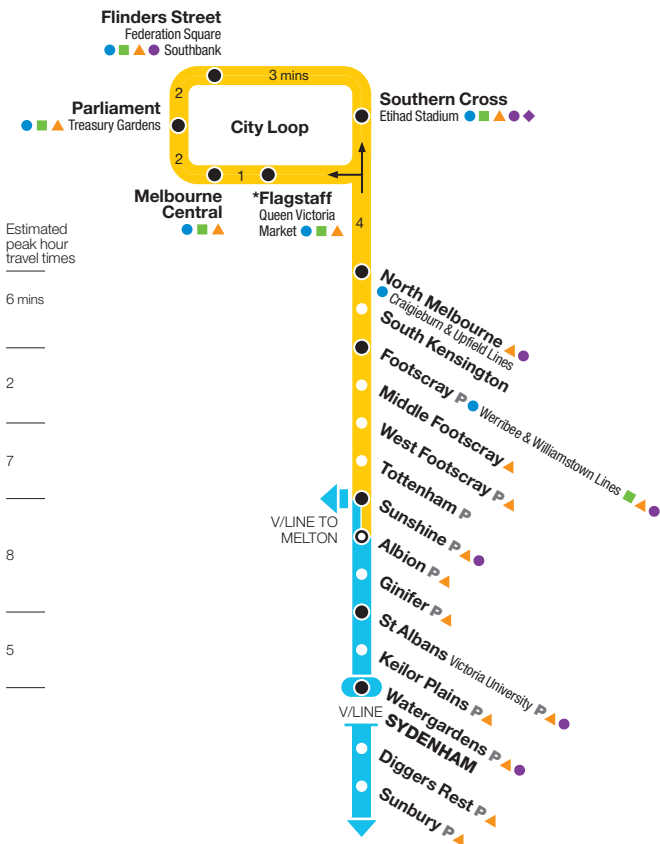 Flinders Street
Federation Square
Southbank
3 mins
2
Parliament
Treasury Gardens
City Loop
Southern Cross
Etihad Stadium
2
1
Melbourne
Central
*Flagstaff
Queen Victoria
Market
4
Estimated
peak hour
travel times
6 mins
2
7
8
5
North Melbourne
Craigieburn & Upfield Lines
South Kensington
Footscray P Werribee & Williamstown Lines
Middle Footscray
West Footscray P
Tottenham P
V/LINE TO
MELTON
Sunshine P
Albion P
Ginifer P
St Albans Victoria University P
Keilor Plains P
V/LINE
Watergardens P
SYDENHAM
Diggers Rest P
Sunbury P